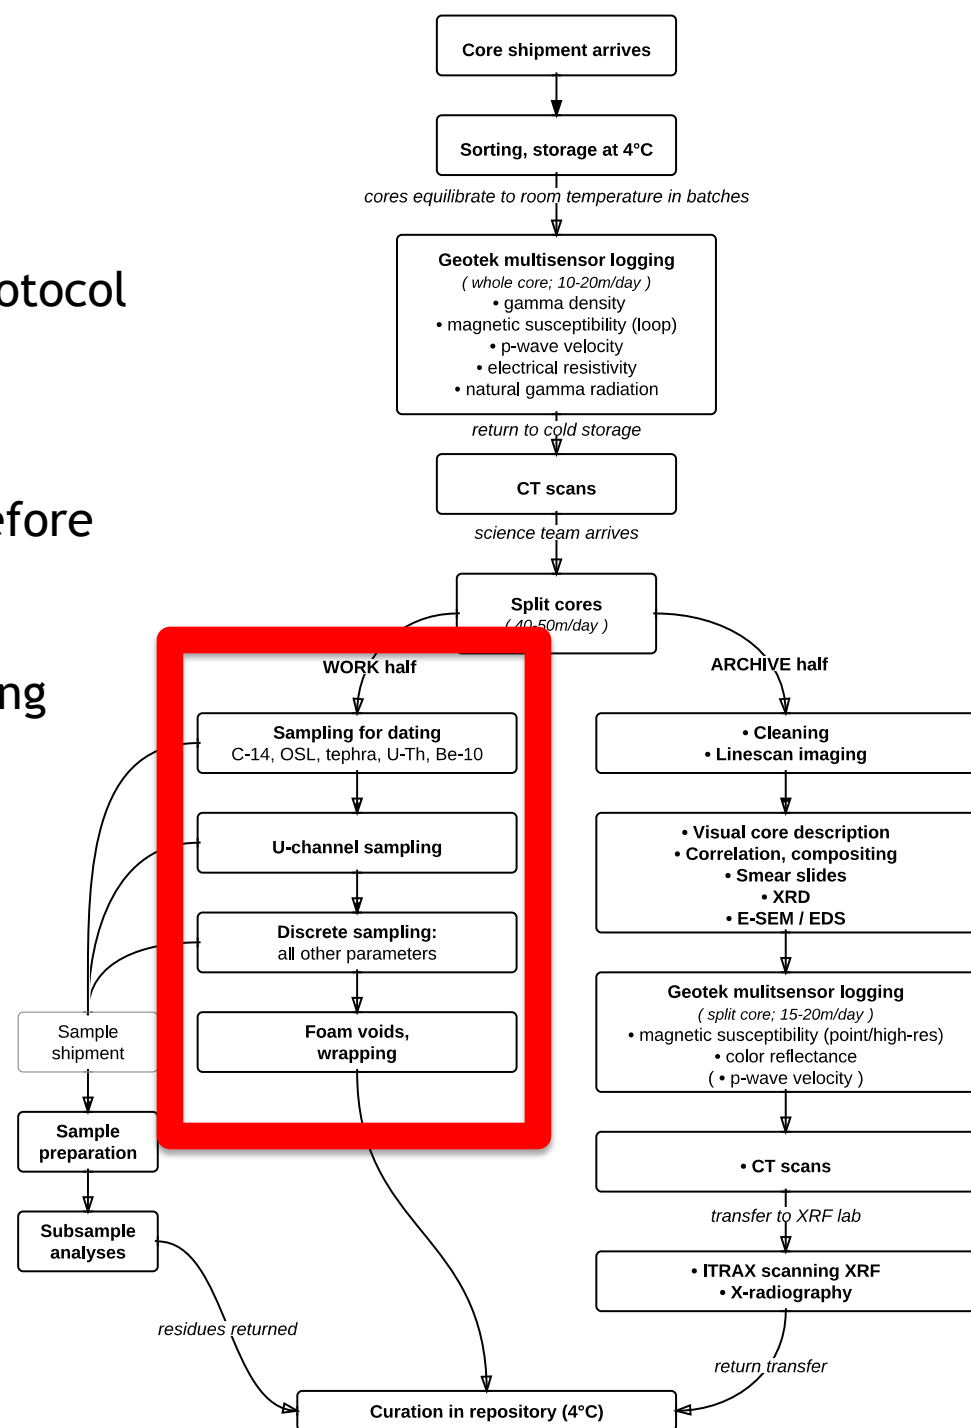 Core shipment arrives
Sorting, storage at 4°C
cores equilibrate to room temperature in batches
Geotek multisensor logging
( whole core; 10-20m/day )
• gamma density
• magnetic susceptibility (loop)
• p-wave velocity
• electrical resistivity
• natural gamma radiation
return to cold storage
CT scans
science team arrives
Split cores
( 40-50m/day )
otocol
efore
ng
WORK half
Sampling for dating
C-14, OSL, tephra, U-Th, Be-10
U-channel sampling
Discrete sampling:
all other parameters
Foam voids,
wrapping
Sample
shipment
Sample
preparation
Subsample
analyses
residues returned
ARCHIVE half
• Cleaning
• Linescan imaging
• Visual core description
• Correlation, compositing
• Smear slides
• XRD
• E-SEM / EDS
Geotek mulitsensor logging
( split core; 15-20m/day )
• magnetic susceptibility (point/high-res)
• color reflectance
( • p-wave velocity )
• CT scans
transfer to XRF lab
• ITRAX scanning XRF
• X-radiography
return transfer
Curation in repository (4°C)